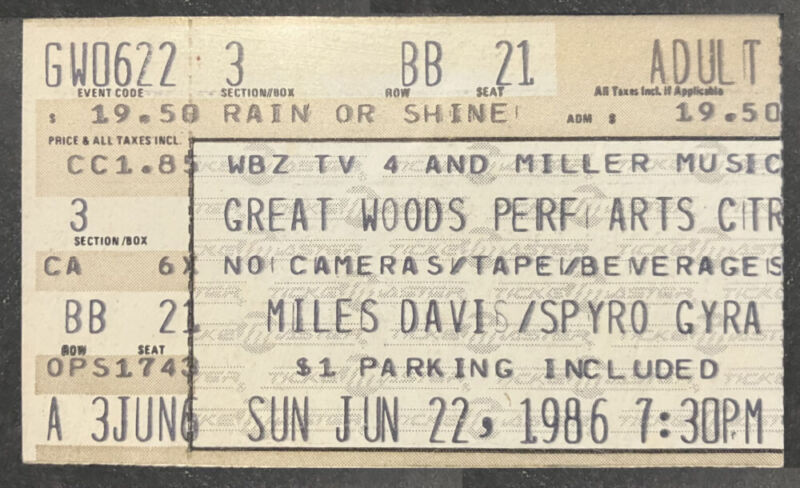 GW0622 3 BB 21 ADULT
EVENT CODE SECTION/BOX ROW SEAT All Taxes Incl. If Applicable
$ 19.50 RAIN OR SHINE! ADM $ 19.50
PRICE & ALL TAXES INCL.
CC1.85 WBZ TV 4 AND MILLER MUSIC
3 GREAT WOODS PERF ARTS CTR
SECTION/BOX
CA 6X NO CAMERAS/TAPE/BEVERAGES
BB 21 MILES DAVIS/SPYRO GYRA
ROW SEAT
OPS1743 $1 PARKING INCLUDED
A 3JUN6 SUN JUN 22, 1986 7:30PM
TICKETMASTER